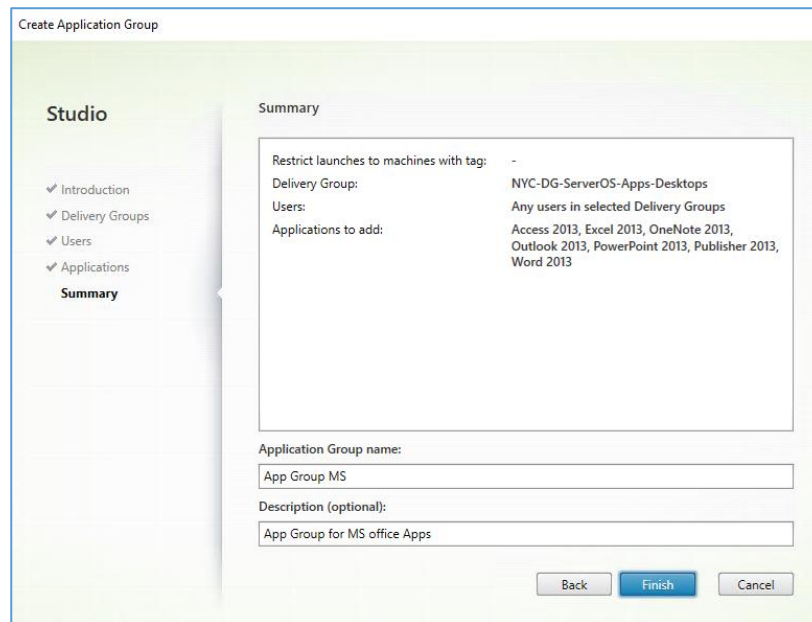 Create Application Group
Studio
Introduction
Delivery Groups
Users
Applications
Summary
Summary
Restrict launches to machines with tag: -
Delivery Group: NYC-DG-ServerOS-Apps-Desktops
Users: Any users in selected Delivery Groups
Applications to add: Access 2013, Excel 2013, OneNote 2013,
Outlook 2013, PowerPoint 2013, Publisher 2013,
Word 2013
Application Group name:
App Group MS
Description (optional):
App Group for MS office Apps
Back Finish Cancel